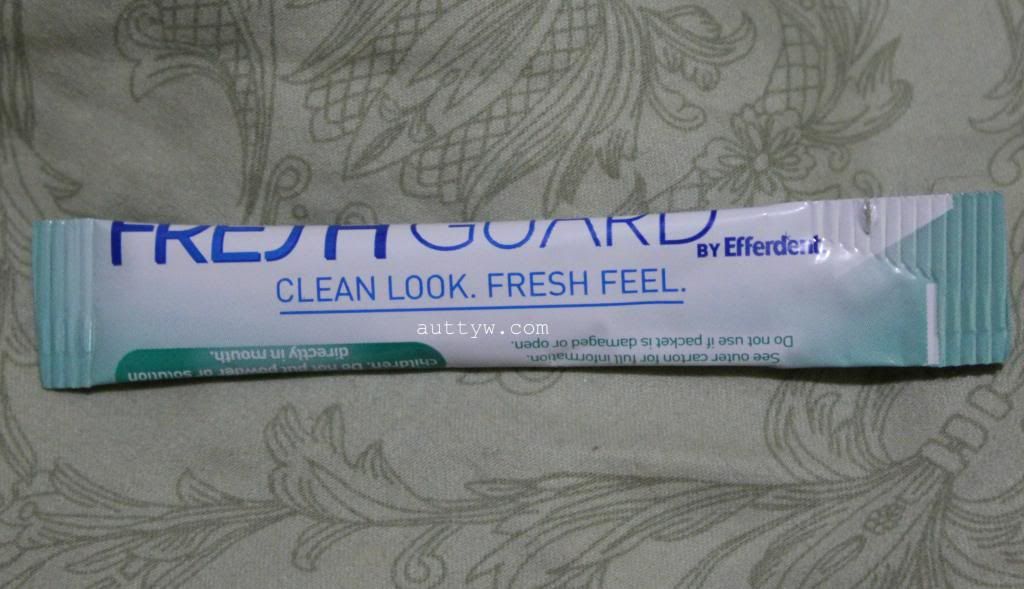 FRESH GUARD
BY Efferdent
CLEAN LOOK. FRESH FEEL.
auttyw.com
See outer carton for full information.
Do not use if packet is damaged or open.
children. Do not put powder or solution
directly in mouth.